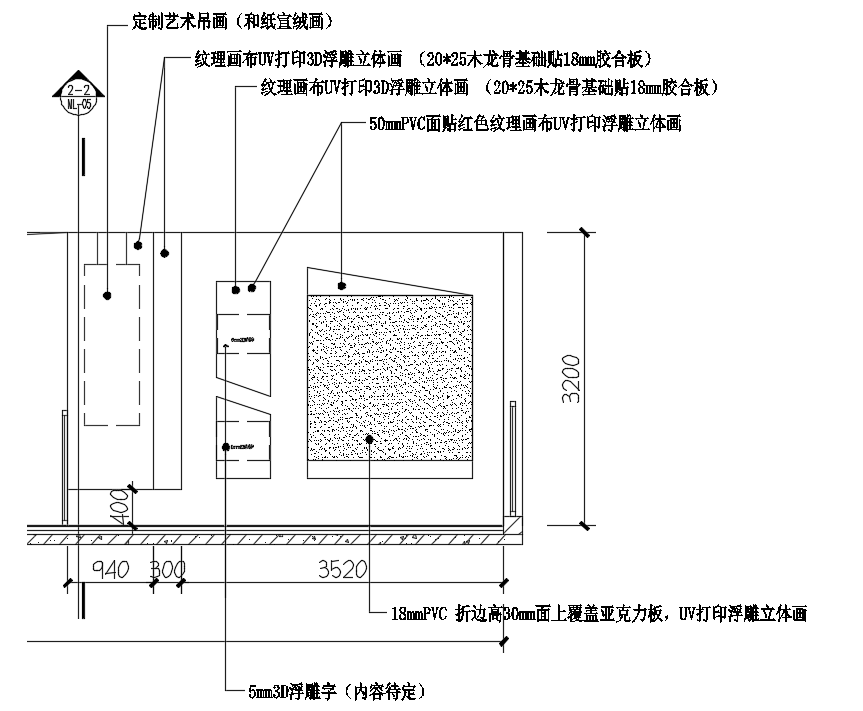 定制艺术吊画（和纸宣绒画）
纹理画布UV打印3D浮雕立体画 （20*25木龙骨基础贴18mm胶合板）
纹理画布UV打印3D浮雕立体画 （20*25木龙骨基础贴18mm胶合板）
2-2
NL-05
50mmPVC面贴红色纹理画布UV打印浮雕立体画
3200
400
940
300
3520
18mmPVC 折边高30mm面上覆盖亚克力板，UV打印浮雕立体画
5mm3D浮雕字（内容待定）